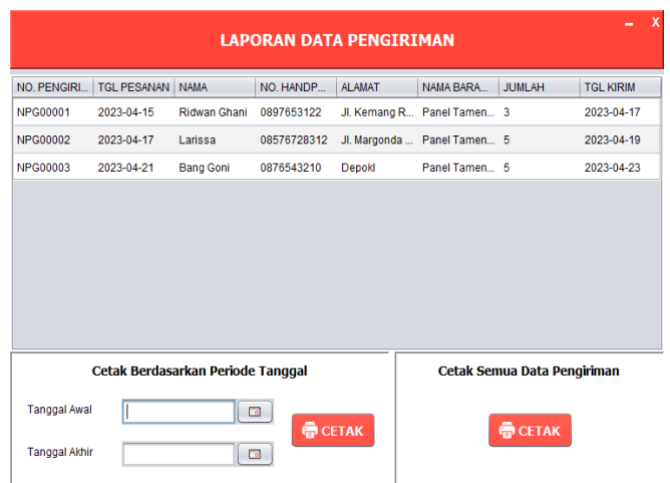 LAPORAN DATA PENGIRIMAN
– X
NO. PENGIRI... TGL PESANAN NAMA NO. HANDP... ALAMAT NAMA BARA... JUMLAH TGL KIRIM
NPG00001 2023-04-15 Ridwan Ghani 0897653122 Jl. Kemang R... Panel Tamen... 3 2023-04-17
NPG00002 2023-04-17 Larissa 08576728312 Jl. Margonda ... Panel Tamen... 5 2023-04-19
NPG00003 2023-04-21 Bang Goni 0876543210 Depokl Panel Tamen... 5 2023-04-23
Cetak Berdasarkan Periode Tanggal
Tanggal Awal
Tanggal Akhir
CETAK
Cetak Semua Data Pengiriman
CETAK